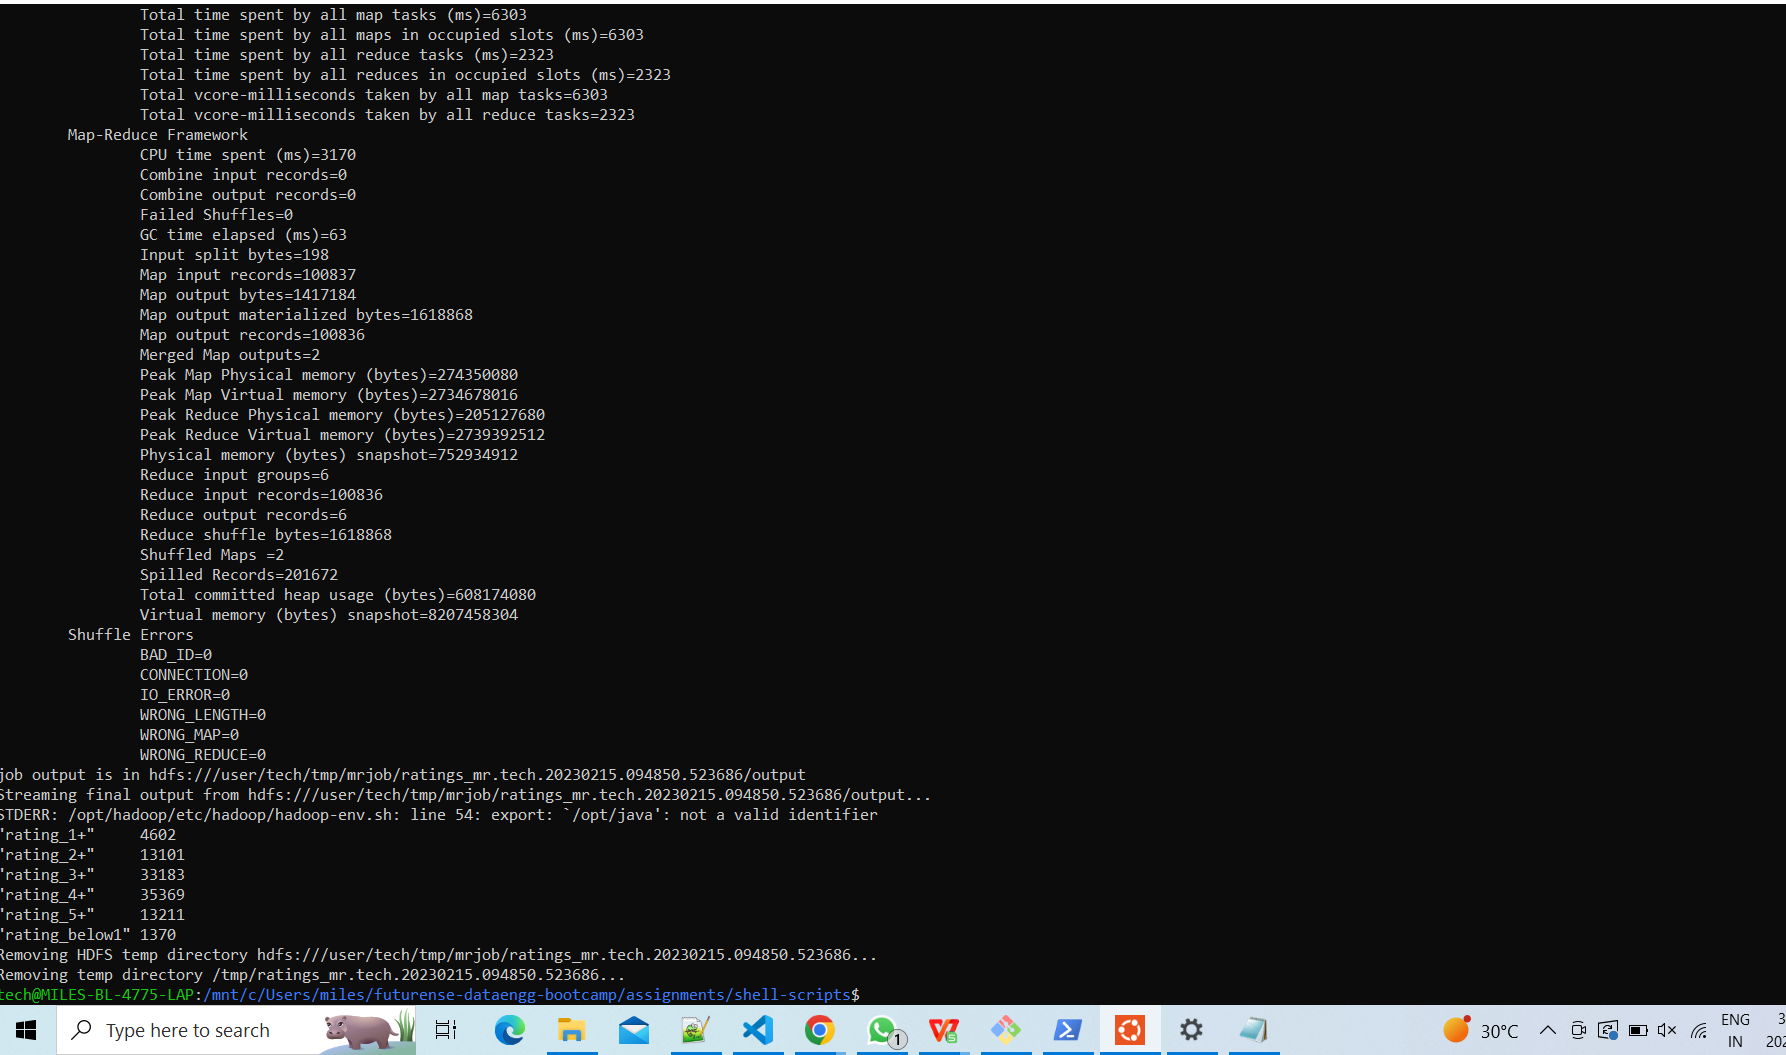 Total time spent by all map tasks (ms)=6303
Total time spent by all maps in occupied slots (ms)=6303
Total time spent by all reduce tasks (ms)=2323
Total time spent by all reduces in occupied slots (ms)=2323
Total vcore-milliseconds taken by all map tasks=6303
Total vcore-milliseconds taken by all reduce tasks=2323
Map-Reduce Framework
CPU time spent (ms)=3170
Combine input records=0
Combine output records=0
Failed Shuffles=0
GC time elapsed (ms)=63
Input split bytes=198
Map input records=100837
Map output bytes=1417184
Map output materialized bytes=1618868
Map output records=100836
Merged Map outputs=2
Peak Map Physical memory (bytes)=274350080
Peak Map Virtual memory (bytes)=2734678016
Peak Reduce Physical memory (bytes)=205127680
Peak Reduce Virtual memory (bytes)=2739392512
Physical memory (bytes) snapshot=752934912
Reduce input groups=6
Reduce input records=100836
Reduce output records=6
Reduce shuffle bytes=1618868
Shuffled Maps =2
Spilled Records=201672
Total committed heap usage (bytes)=608174080
Virtual memory (bytes) snapshot=8207458304
Shuffle Errors
BAD_ID=0
CONNECTION=0
IO_ERROR=0
WRONG_LENGTH=0
WRONG_MAP=0
WRONG_REDUCE=0
job output is in hdfs:///user/tech/tmp/mrjob/ratings_mr.tech.20230215.094850.523686/output
Streaming final output from hdfs:///user/tech/tmp/mrjob/ratings_mr.tech.20230215.094850.523686/output...
STDERR: /opt/hadoop/etc/hadoop/hadoop-env.sh: line 54: export: `/opt/java': not a valid identifier
"rating_1+" 4602
"rating_2+" 13101
"rating_3+" 33183
"rating_4+" 35369
"rating_5+" 13211
"rating_below1" 1370
Removing HDFS temp directory hdfs:///user/tech/tmp/mrjob/ratings_mr.tech.20230215.094850.523686...
Removing temp directory /tmp/ratings_mr.tech.20230215.094850.523686...
tech@MILES-BL-4775-LAP:/mnt/c/Users/miles/futurense-dataengg-bootcamp/assignments/shell-scripts$
Type here to search
1
30°C
ENG
IN